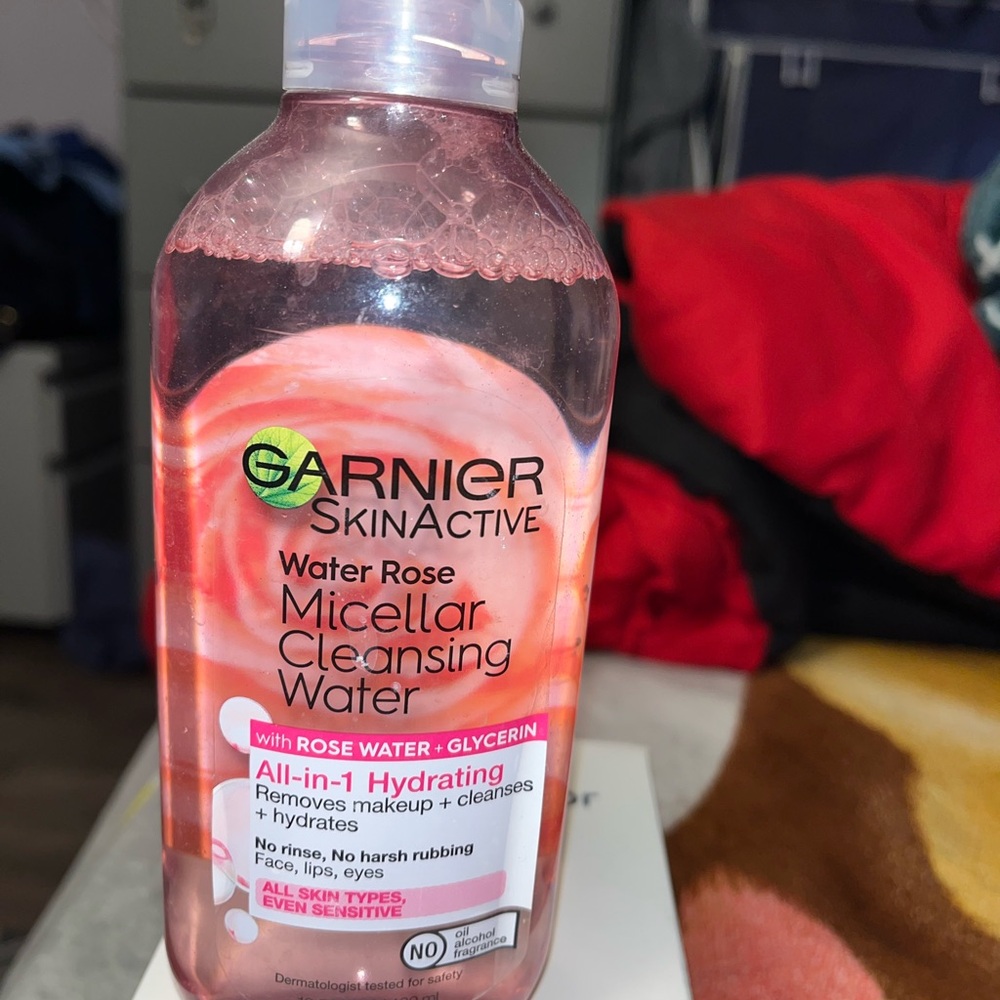 GARNIER
SKINACTIVE
Water Rose
Micellar
Cleansing
Water
with ROSE WATER + GLYCERIN
All-in-1 Hydrating
Removes makeup + cleanses
+ hydrates
No rinse, No harsh rubbing
Face, lips, eyes
ALL SKIN TYPES,
EVEN SENSITIVE
NO
oil
alcohol
fragrance
Dermatologist tested for safety
ml
or